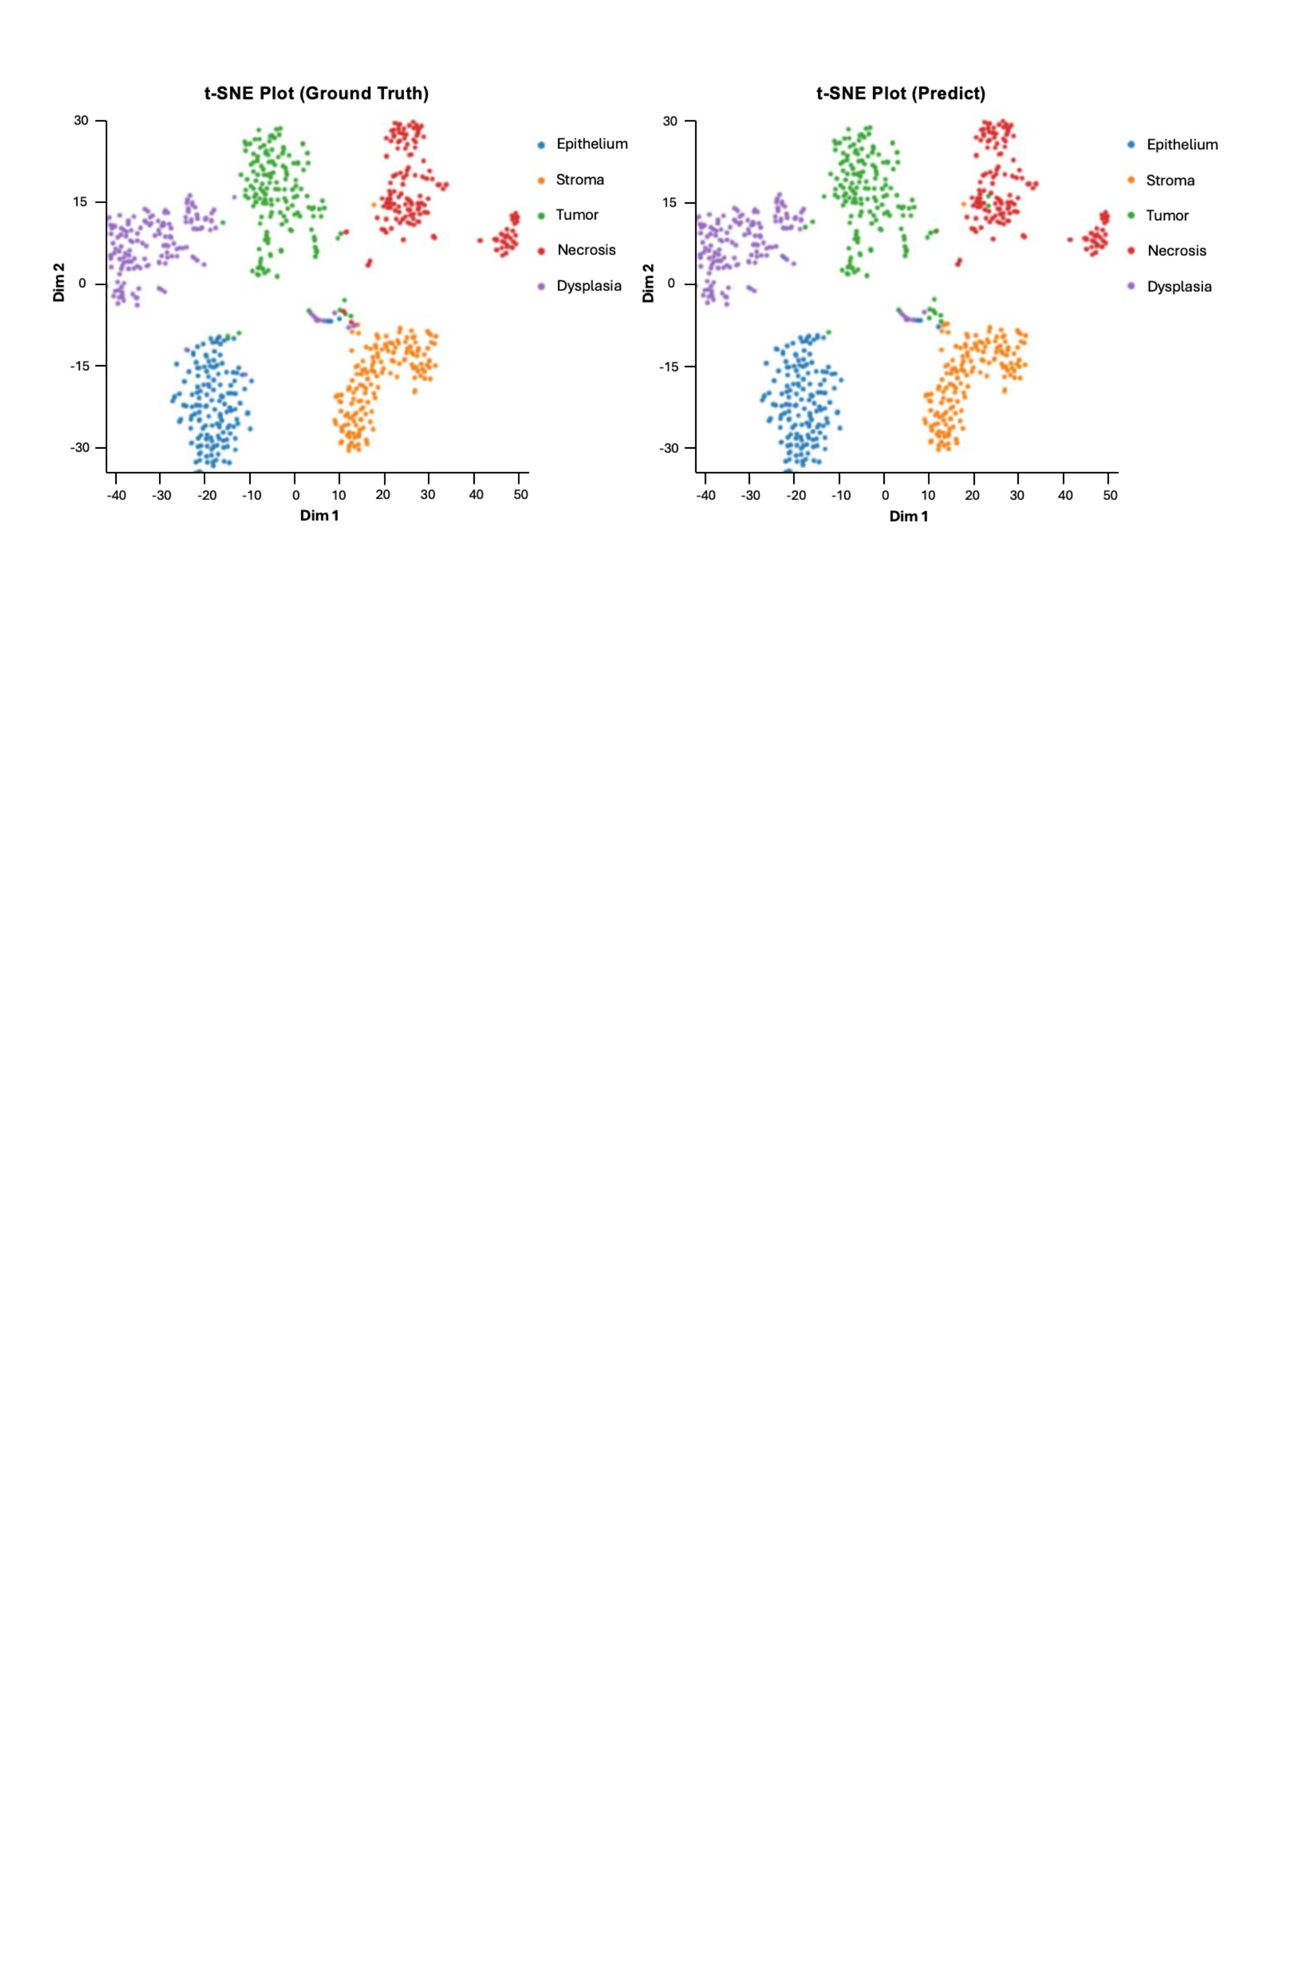 t-SNE Plot (Ground Truth)
30
15
0
-15
-30
Dim 2
-40 -30 -20 -10 0 10 20 30 40 50
Dim 1
Epithelium
Stroma
Tumor
Necrosis
Dysplasia
t-SNE Plot (Predict)
30
15
0
-15
-30
Dim 2
-40 -30 -20 -10 0 10 20 30 40 50
Dim 1
Epithelium
Stroma
Tumor
Necrosis
Dysplasia